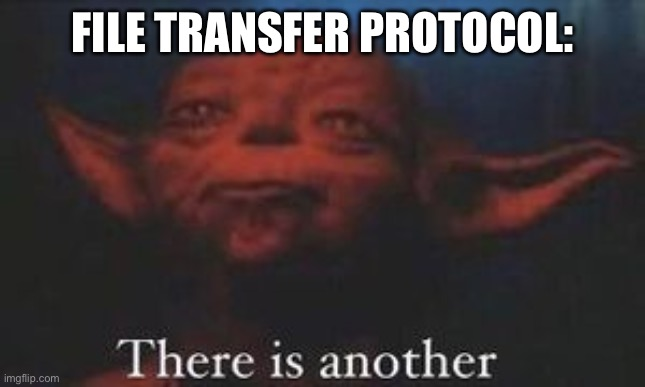 FILE TRANSFER PROTOCOL:
There is another
imgflip.com